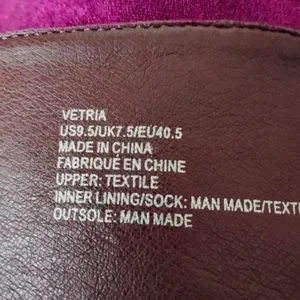 VETRIA
US9.5/UK7.5/EU40.5
MADE IN CHINA
FABRIQUÉ EN CHINE
UPPER: TEXTILE
INNER LINING/SOCK: MAN MADE/TEXT
OUTSOLE: MAN MADE